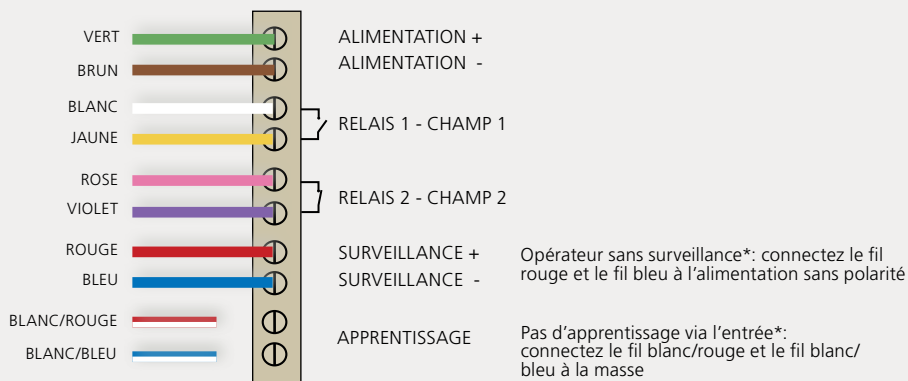 VERT
ALIMENTATION +
BRUN
ALIMENTATION -
BLANC
RELAIS 1 - CHAMP 1
JAUNE
ROSE
RELAIS 2 - CHAMP 2
VIOLET
ROUGE
SURVEILLANCE +
BLEU
SURVEILLANCE -
Opérateur sans surveillance*: connectez le fil
rouge et le fil bleu à l'alimentation sans polarité
BLANC/ROUGE
APPRENTISSAGE
BLANC/BLEU
Pas d'apprentissage via l'entrée*:
connectez le fil blanc/rouge et le fil blanc/
bleu à la masse